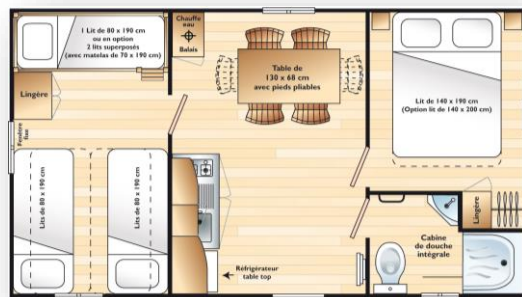 1 Lit de 80 x 190 cm
ou en option
2 lits superposés
(avec matelas de 70 x 190 cm)
Chauffe
eau
Balais
Table de
130 x 68 cm
avec pieds pliables
Lit de 140 x 190 cm
(Option lit de 140 x 200 cm)
Lingère
Fenêtre
fixe
Lits de 80 x 190
Lits de 80 x 190
Réfrigérateur
table top
Cabine
de douche
intégrale
Lingère